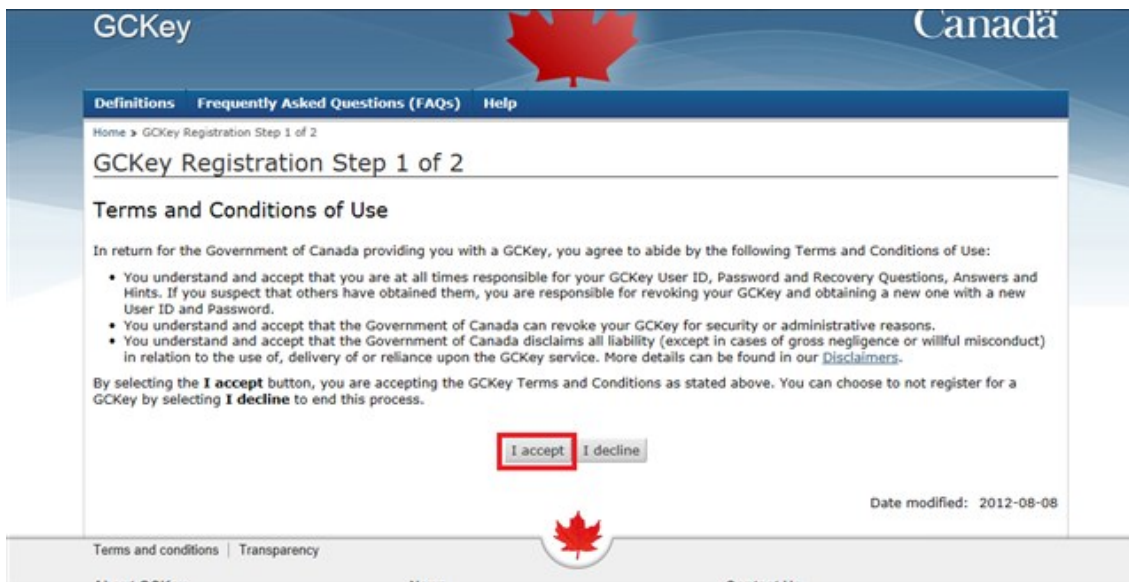 GCKey
Canada
Definitions Frequently Asked Questions (FAQs) Help
Home > GCKey Registration Step 1 of 2
GCKey Registration Step 1 of 2
Terms and Conditions of Use
In return for the Government of Canada providing you with a GCKey, you agree to abide by the following Terms and Conditions of Use:
• You understand and accept that you are at all times responsible for your GCKey User ID, Password and Recovery Questions, Answers and
Hints. If you suspect that others have obtained them, you are responsible for revoking your GCKey and obtaining a new one with a new
User ID and Password.
• You understand and accept that the Government of Canada can revoke your GCKey for security or administrative reasons.
• You understand and accept that the Government of Canada disclaims all liability (except in cases of gross negligence or willful misconduct)
in relation to the use of, delivery of or reliance upon the GCKey service. More details can be found in our Disclaimers.
By selecting the I accept button, you are accepting the GCKey Terms and Conditions as stated above. You can choose to not register for a
GCKey by selecting I decline to end this process.
I accept I decline
Date modified: 2012-08-08
Terms and conditions | Transparency